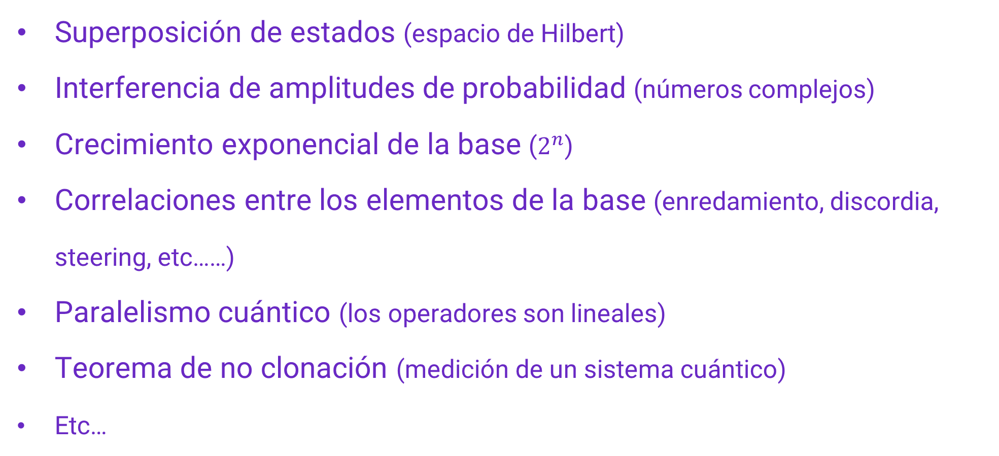 • Superposición de estados (espacio de Hilbert)
• Interferencia de amplitudes de probabilidad (números complejos)
• Crecimiento exponencial de la base (2ⁿ)
• Correlaciones entre los elementos de la base (enredamiento, discordia,
steering, etc……)
• Paralelismo cuántico (los operadores son lineales)
• Teorema de no clonación (medición de un sistema cuántico)
• Etc…